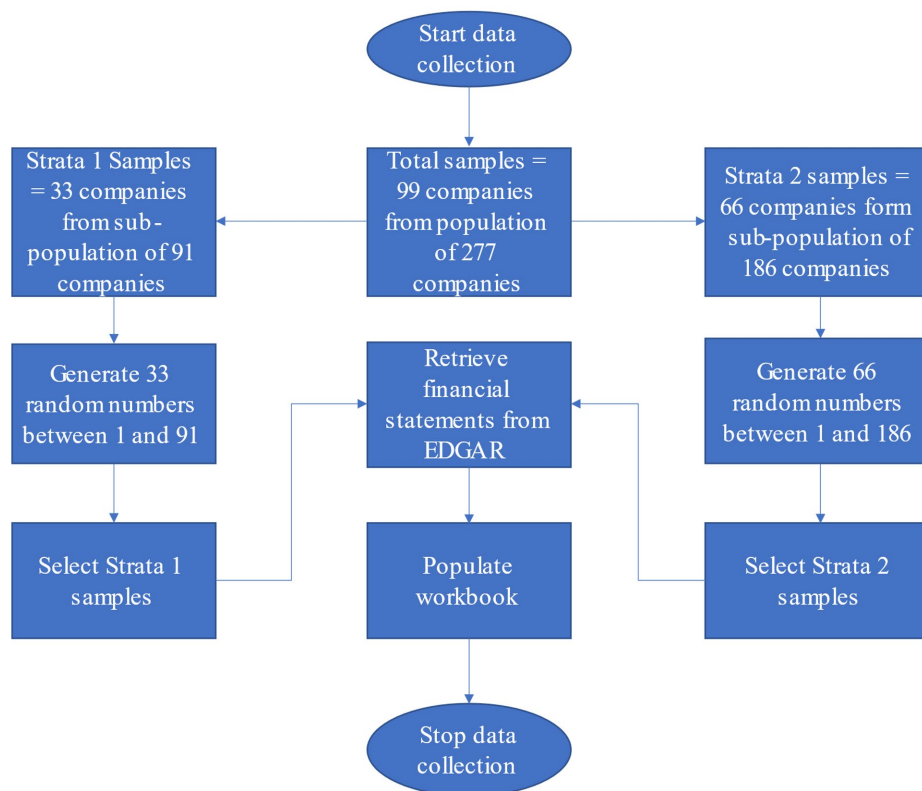 Start data
collection
Strata 1 Samples
= 33 companies
from sub-
population of 91
companies
Total samples =
99 companies
from population
of 277
companies
Strata 2 samples =
66 companies form
sub-population of
186 companies
Generate 33
random numbers
between 1 and 91
Retrieve
financial
statements from
EDGAR
Generate 66
random numbers
between 1 and 186
Select Strata 1
samples
Populate
workbook
Select Strata 2
samples
Stop data
collection